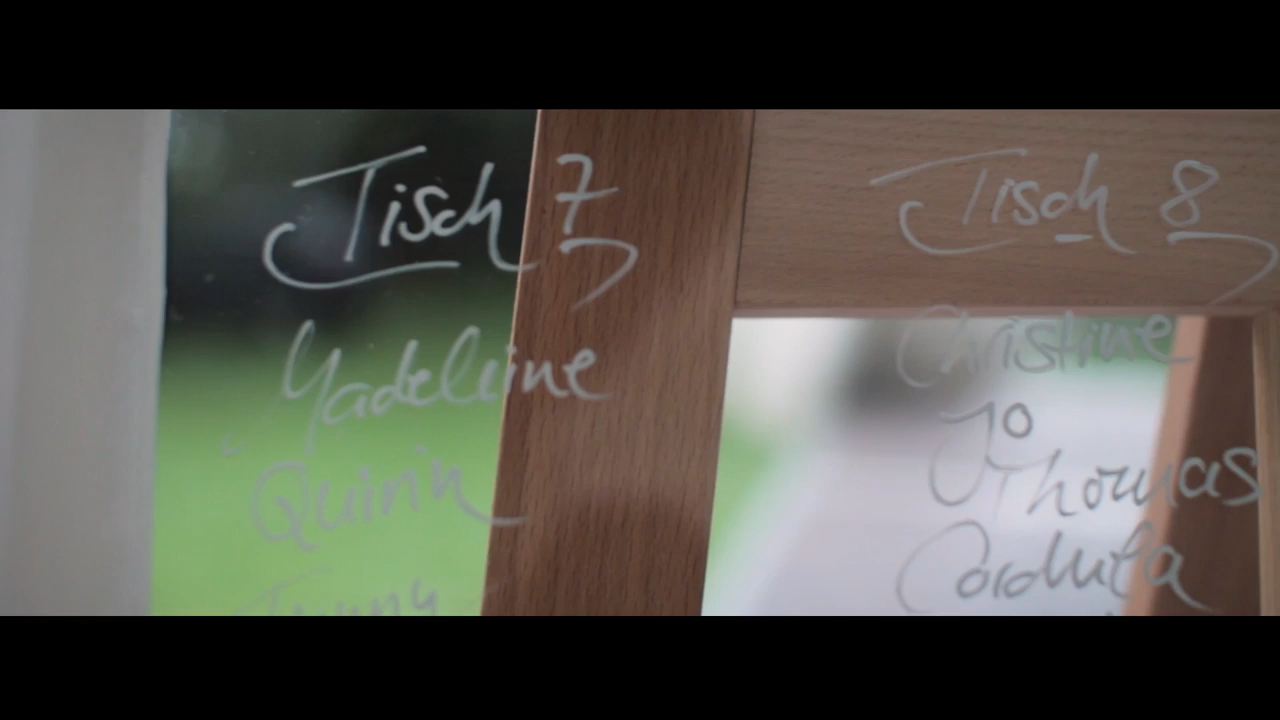 Tisch 7
Madeleine
Quirin
Tisch 8
Christine
Jo
Thomas
Cordula